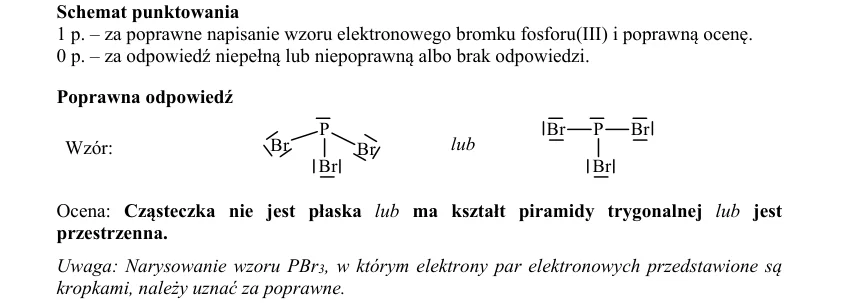 Schemat punktowania
1 p. – za poprawne napisanie wzoru elektronowego bromku fosforu(III) i poprawną ocenę.
0 p. – za odpowiedź niepełną lub niepoprawną albo brak odpowiedzi.
Poprawna odpowiedź
Wzór:
P
Br
Br
Br
lub
Br P Br
Br
Ocena: Cząsteczka nie jest płaska lub ma kształt piramidy trygonalnej lub jest
przestrzenna.
Uwaga: Narysowanie wzoru PBr₃, w którym elektrony par elektronowych przedstawione są
kropkami, należy uznać za poprawne.